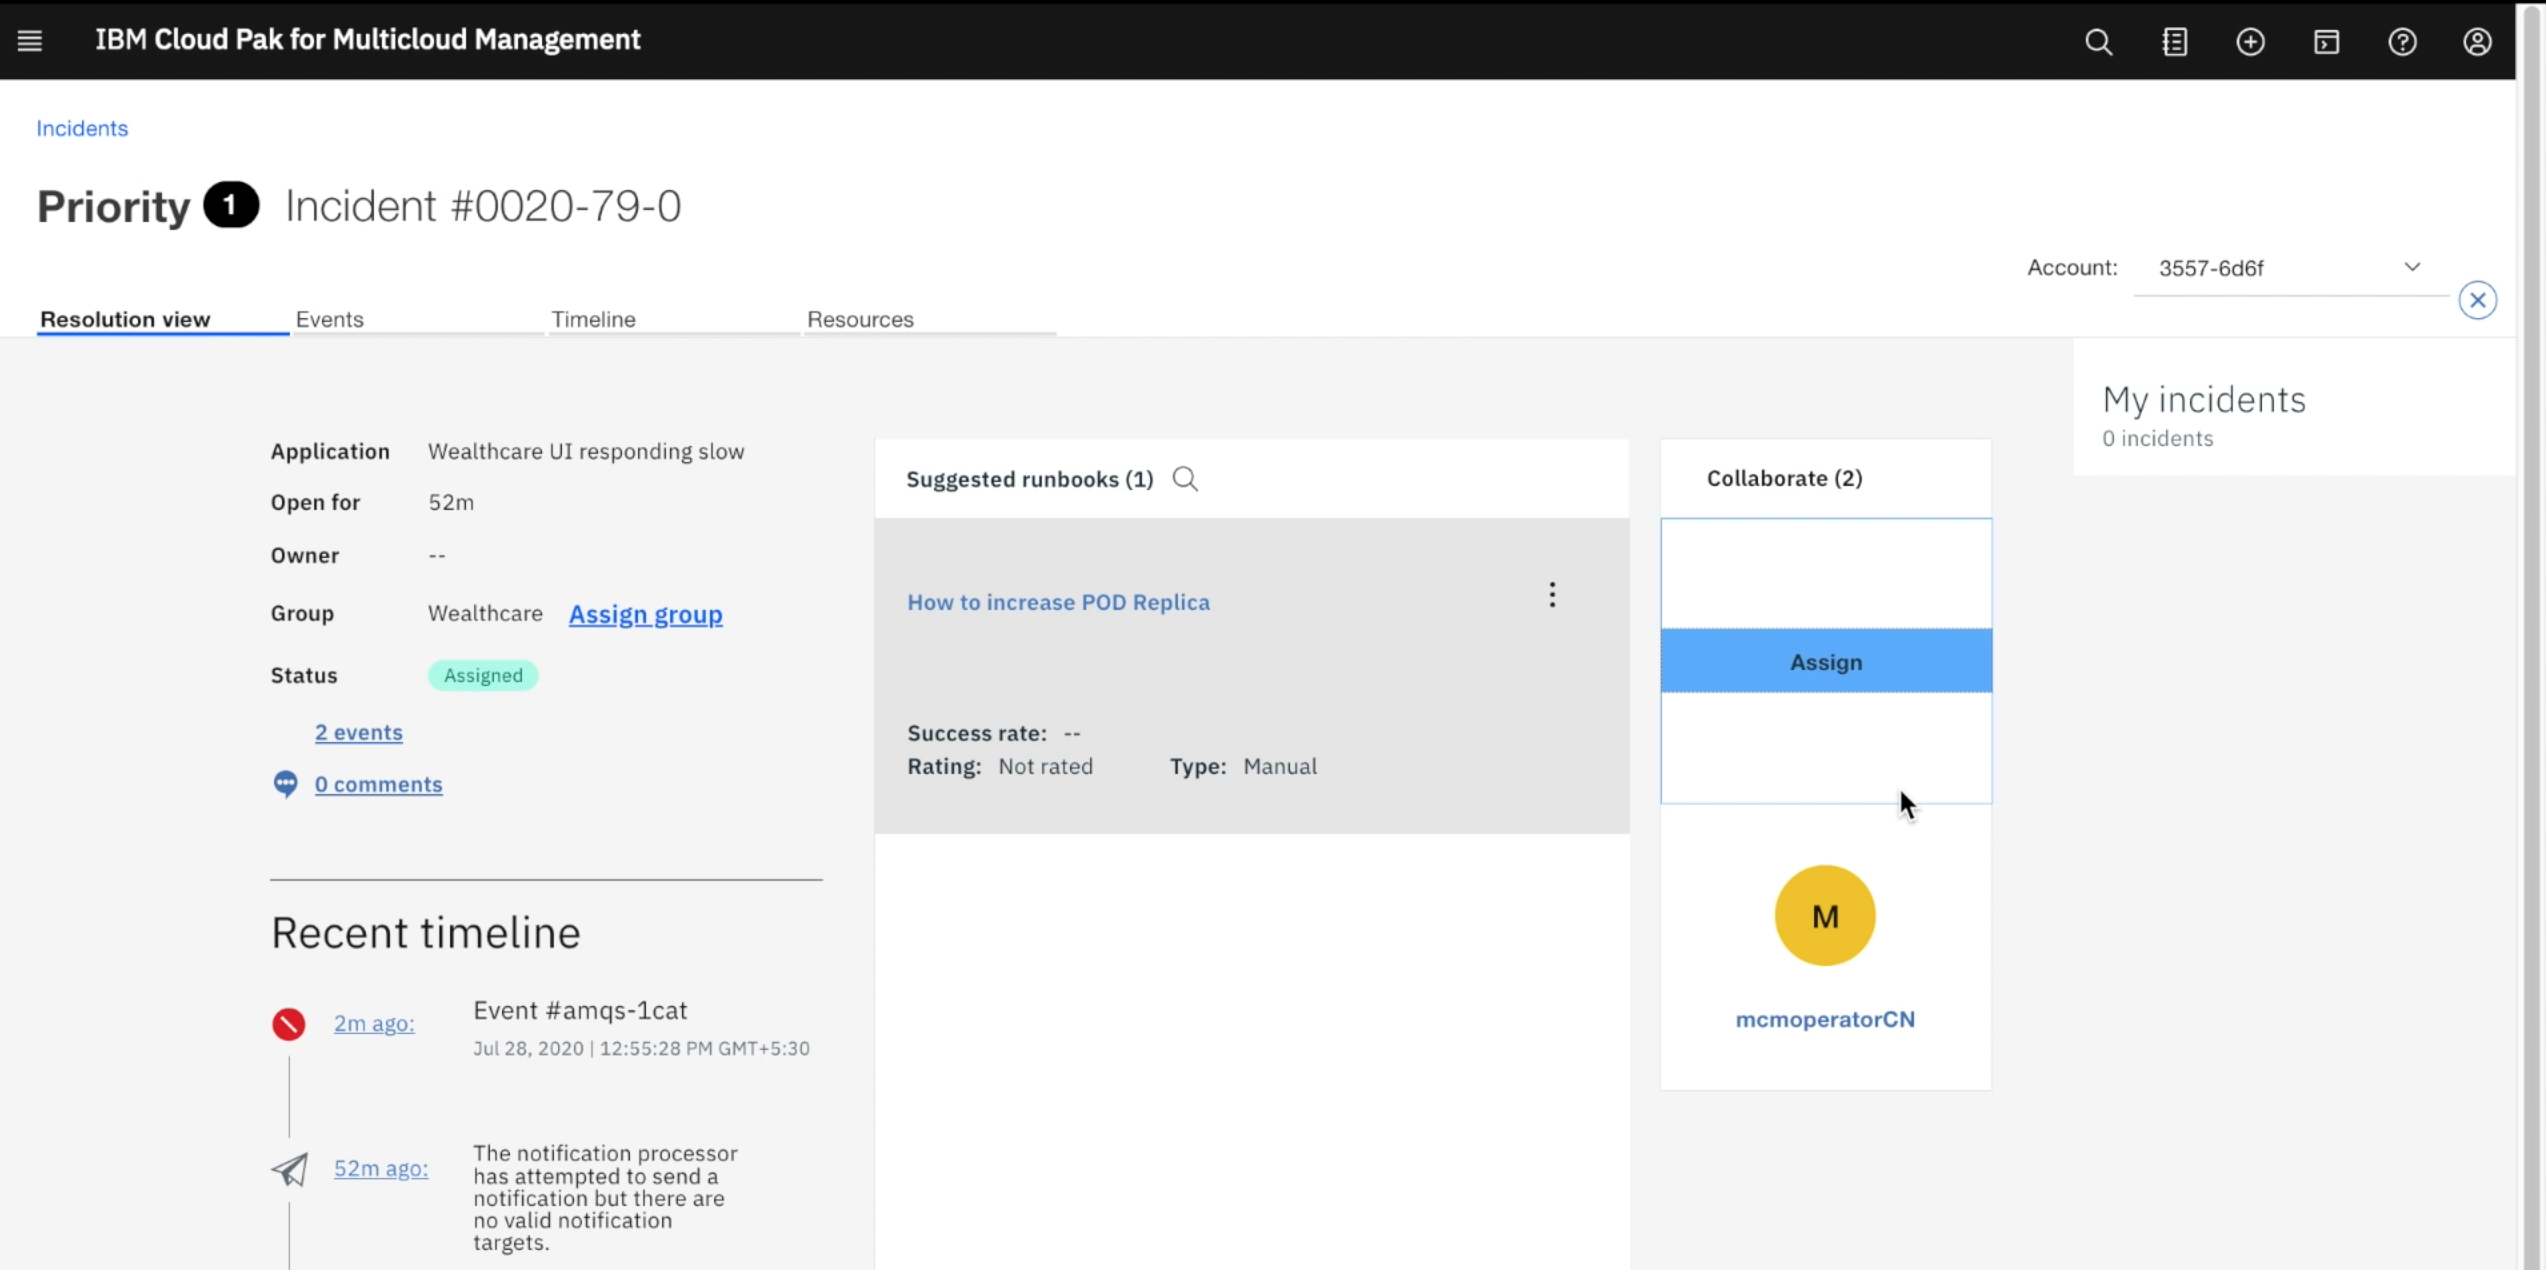 IBM Cloud Pak for Multicloud Management
Incidents
Priority 1 Incident #0020-79-0
Account: 3557-6d6f
Resolution view Events Timeline Resources
My incidents
0 incidents
Application Wealthcare UI responding slow
Open for 52m
Owner --
Group Wealthcare Assign group
Status Assigned
2 events
0 comments
Suggested runbooks (1)
How to increase POD Replica
Success rate: --
Rating: Not rated Type: Manual
Collaborate (2)
Assign
M
mcmoperatorCN
Recent timeline
2m ago: Event #amqs-1cat
Jul 28, 2020 | 12:55:28 PM GMT+5:30
52m ago: The notification processor
has attempted to send a
notification but there are
no valid notification
targets.